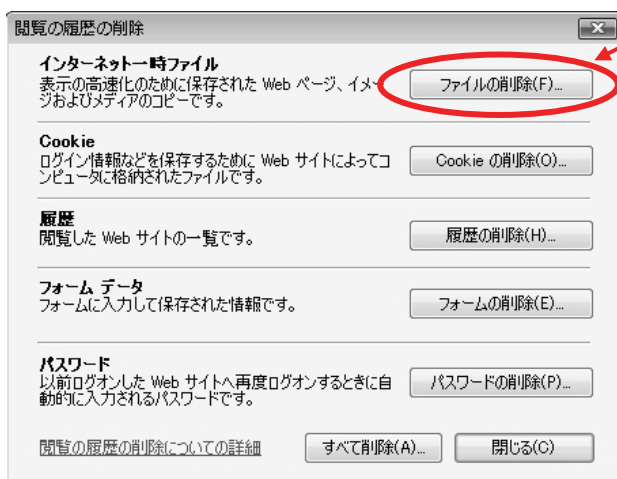 閲覧の履歴の削除
インターネット一時ファイル
表示の高速化のために保存された Web ページ、イメー
ジおよびメディアのコピーです。
ファイルの削除(F)...
Cookie
ログイン情報などを保存するために Web サイトによってコ
ンピュータに格納されたファイルです。
Cookie の削除(O)...
履歴
閲覧した Web サイトの一覧です。
履歴の削除(H)...
フォーム データ
フォームに入力して保存された情報です。
フォームの削除(E)...
パスワード
以前ログオンした Web サイトへ再度ログオンするときに自
動的に入力されるパスワードです。
パスワードの削除(P)...
閲覧の履歴の削除についての詳細
すべて削除(A)...
閉じる(C)